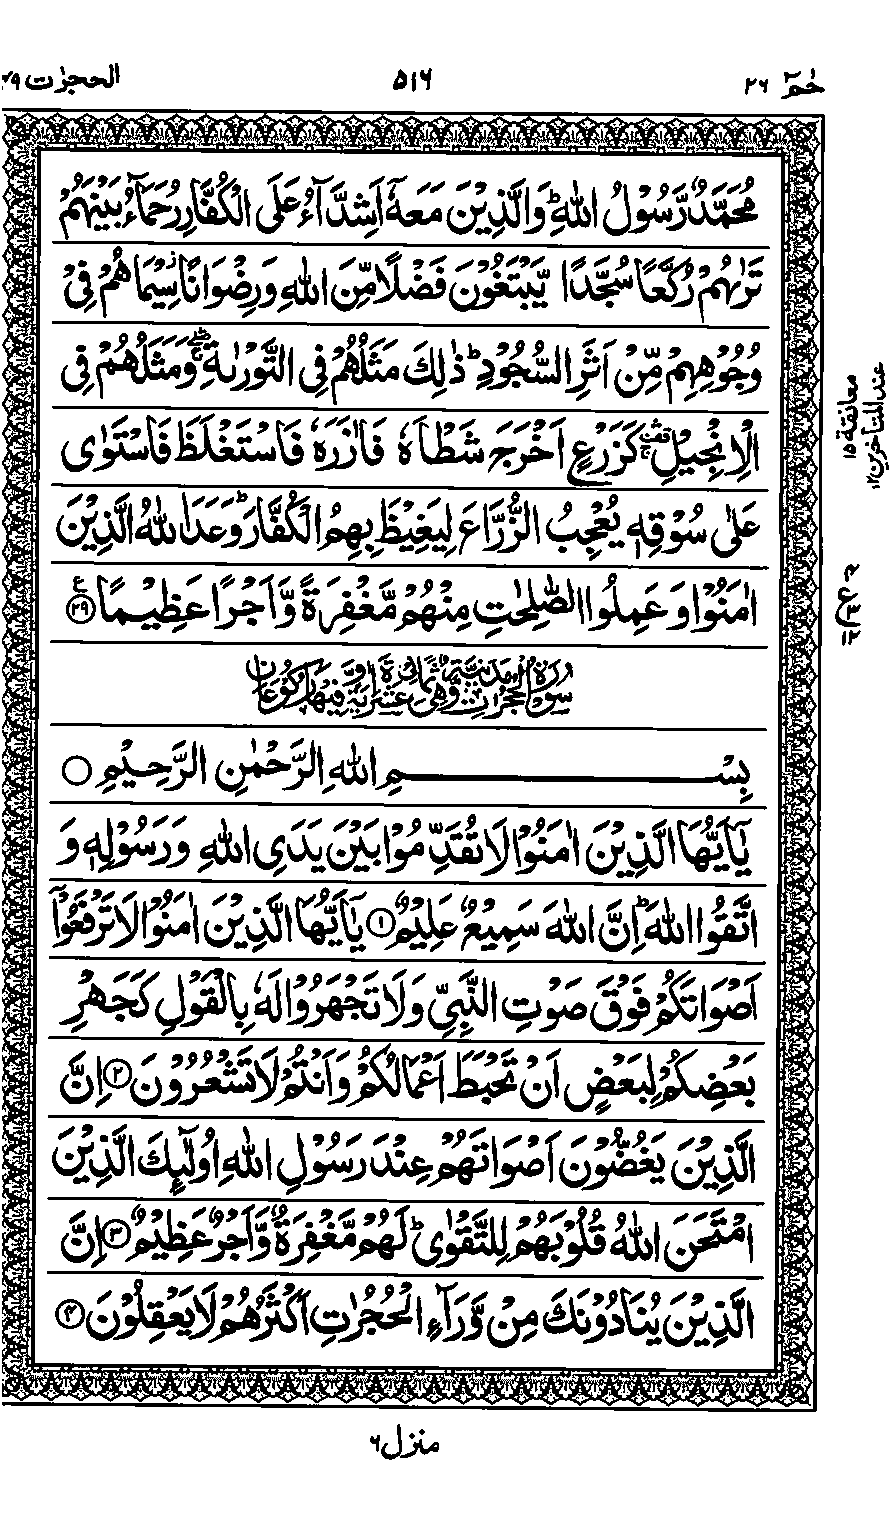 حٰمٓ ٢٦
٥١٦
الحجرٰت ٤٩
مُحَمَّدٌ رَّسُوْلُ اللّٰهِ ؕ وَالَّذِيْنَ مَعَهٗۤ اَشِدَّآءُ عَلَى الْكُفَّارِ رُحَمَآءُ بَيْنَهُمْ
تَرٰىهُمْ رُكَّعًا سُجَّدًا يَّبْتَغُوْنَ فَضْلًا مِّنَ اللّٰهِ وَرِضْوَانًا ؗ سِيْمَاهُمْ فِيْ
وُجُوْهِهِمْ مِّنْ اَثَرِ السُّجُوْدِ ؕ ذٰلِكَ مَثَلُهُمْ فِي التَّوْرٰىةِ ۛۖۚ وَمَثَلُهُمْ فِي
الْاِنْجِيْلِ ۛ۫ۚ كَزَرْعٍ اَخْرَجَ شَطْاَهٗ فَاٰزَرَهٗ فَاسْتَغْلَظَ فَاسْتَوٰى
عَلٰى سُوْقِهٖ يُعْجِبُ الزُّرَّاعَ لِيَغِيْظَ بِهِمُ الْكُفَّارَ ؕ وَعَدَ اللّٰهُ الَّذِيْنَ
اٰمَنُوْا وَعَمِلُوا الصّٰلِحٰتِ مِنْهُمْ مَّغْفِرَةً وَّاَجْرًا عَظِيْمًا ﴿٢٩﴾ ع
سُوْرَةُ الْحُجُرٰتِ مَدَنِيَّةٌ وَّهِيَ ثَمَانِيَ عَشْرَةَ اٰيَةً وَّفِيْهَا رُكُوْعَانِ
بِسْمِ اللّٰهِ الرَّحْمٰنِ الرَّحِيْمِ ۝
يٰۤاَيُّهَا الَّذِيْنَ اٰمَنُوْا لَا تُقَدِّمُوْا بَيْنَ يَدَيِ اللّٰهِ وَرَسُوْلِهٖ وَ
اتَّقُوا اللّٰهَ ؕ اِنَّ اللّٰهَ سَمِيْعٌ عَلِيْمٌ ﴿١﴾ يٰۤاَيُّهَا الَّذِيْنَ اٰمَنُوْا لَا تَرْفَعُوْۤا
اَصْوَاتَكُمْ فَوْقَ صَوْتِ النَّبِيِّ وَلَا تَجْهَرُوْا لَهٗ بِالْقَوْلِ كَجَهْرِ
بَعْضِكُمْ لِبَعْضٍ اَنْ تَحْبَطَ اَعْمَالُكُمْ وَاَنْتُمْ لَا تَشْعُرُوْنَ ﴿٢﴾ اِنَّ
الَّذِيْنَ يَغُضُّوْنَ اَصْوَاتَهُمْ عِنْدَ رَسُوْلِ اللّٰهِ اُولٰٓئِكَ الَّذِيْنَ
امْتَحَنَ اللّٰهُ قُلُوْبَهُمْ لِلتَّقْوٰى ؕ لَهُمْ مَّغْفِرَةٌ وَّاَجْرٌ عَظِيْمٌ ﴿٣﴾ اِنَّ
الَّذِيْنَ يُنَادُوْنَكَ مِنْ وَّرَآءِ الْحُجُرٰتِ اَكْثَرُهُمْ لَا يَعْقِلُوْنَ ﴿٤﴾
معانقة ١٥
عند المتأخرين ١٢
منزل ٦